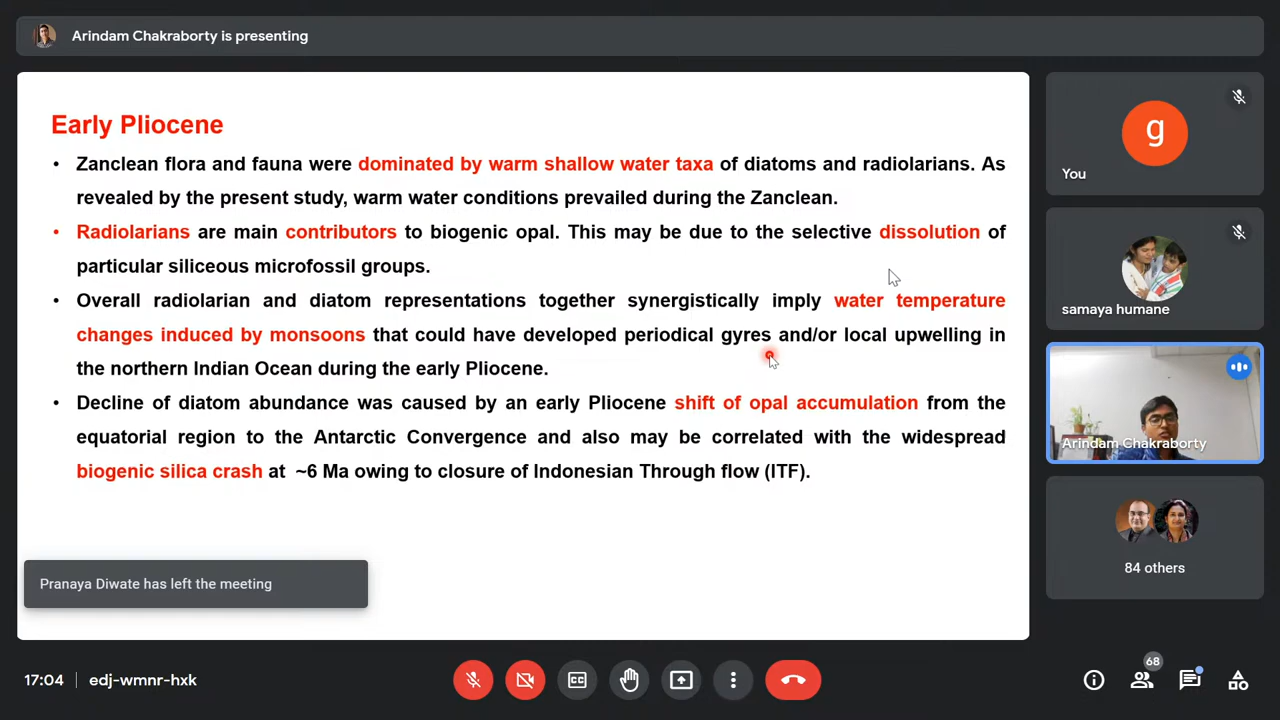 Arindam Chakraborty is presenting
Early Pliocene
• Zanclean flora and fauna were dominated by warm shallow water taxa of diatoms and radiolarians. As
revealed by the present study, warm water conditions prevailed during the Zanclean.
• Radiolarians are main contributors to biogenic opal. This may be due to the selective dissolution of
particular siliceous microfossil groups.
• Overall radiolarian and diatom representations together synergistically imply water temperature
changes induced by monsoons that could have developed periodical gyres and/or local upwelling in
the northern Indian Ocean during the early Pliocene.
• Decline of diatom abundance was caused by an early Pliocene shift of opal accumulation from the
equatorial region to the Antarctic Convergence and also may be correlated with the widespread
biogenic silica crash at ~6 Ma owing to closure of Indonesian Through flow (ITF).
Pranaya Diwate has left the meeting
g
You
samaya humane
Arindam Chakraborty
84 others
17:04 | edj-wmnr-hxk
CC
68